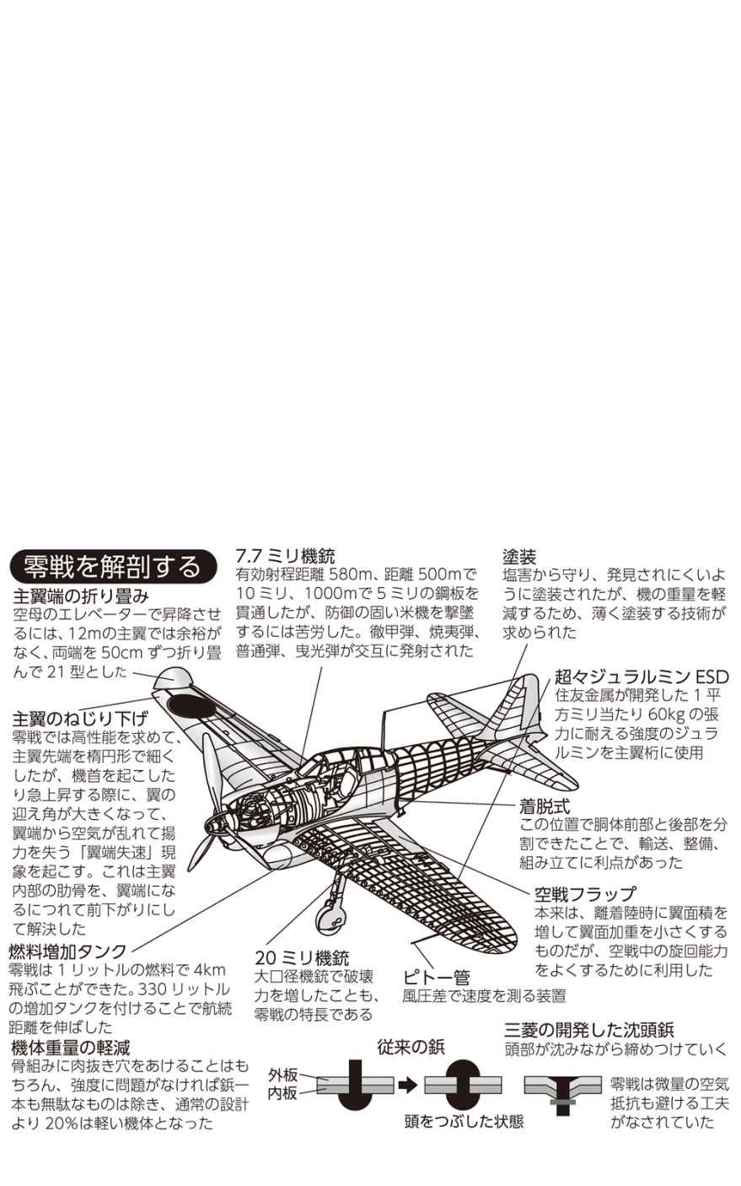 零戦を解剖する
主翼端の折り畳み
空母のエレベーターで昇降させ
るには、12mの主翼では余裕が
なく、両端を50cmずつ折り畳
んで21型とした
主翼のねじり下げ
零戦では高性能を求めて、
主翼先端を楕円形で細く
したが、機首を起こした
り急上昇する際に、翼の
迎え角が大きくなって、
翼端から空気が乱れて揚
力を失う「翼端失速」現
象を起こす。これは主翼
内部の肋骨を、翼端にな
るにつれて前下がりにし
て解決した
燃料増加タンク
零戦は1リットルの燃料で4km
飛ぶことができた。330リットル
の増加タンクを付けることで航続
距離を伸ばした
機体重量の軽減
骨組みに肉抜き穴をあけることはも
ちろん、強度に問題がなければ鋲一
本も無駄なものは除き、通常の設計
より20%は軽い機体となった
7.7ミリ機銃
有効射程距離580m、距離500mで
10ミリ、1000mで5ミリの鋼板を
貫通したが、防御の固い米機を撃墜
するには苦労した。徹甲弾、焼夷弾、
普通弾、曳光弾が交互に発射された
塗装
塩害から守り、発見されにくいよ
うに塗装されたが、機の重量を軽
減するため、薄く塗装する技術が
求められた
超々ジュラルミンESD
住友金属が開発した1平
方ミリ当たり60kgの張
力に耐える強度のジュラ
ルミンを主翼桁に使用
着脱式
この位置で胴体前部と後部を分
割できたことで、輸送、整備、
組み立てに利点があった
空戦フラップ
本来は、離着陸時に翼面積を
増して翼面加重を小さくする
ものだが、空戦中の旋回能力
をよくするために利用した
20ミリ機銃
大口径機銃で破壊
力を増したことも、
零戦の特長である
ピトー管
風圧差で速度を測る装置
従来の鋲
外板
内板
頭をつぶした状態
三菱の開発した沈頭鋲
頭部が沈みながら締めつけていく
零戦は微量の空気
抵抗も避ける工夫
がなされていた